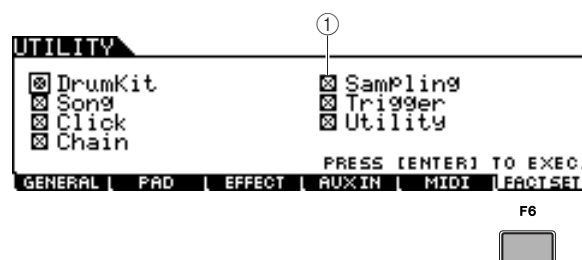 ①
UTILITY
DrumKit
Song
Click
Chain
Sampling
Trigger
Utility
PRESS [ENTER] TO EXEC.
GENERAL PAD EFFECT AUXIN MIDI FACTSET
F6